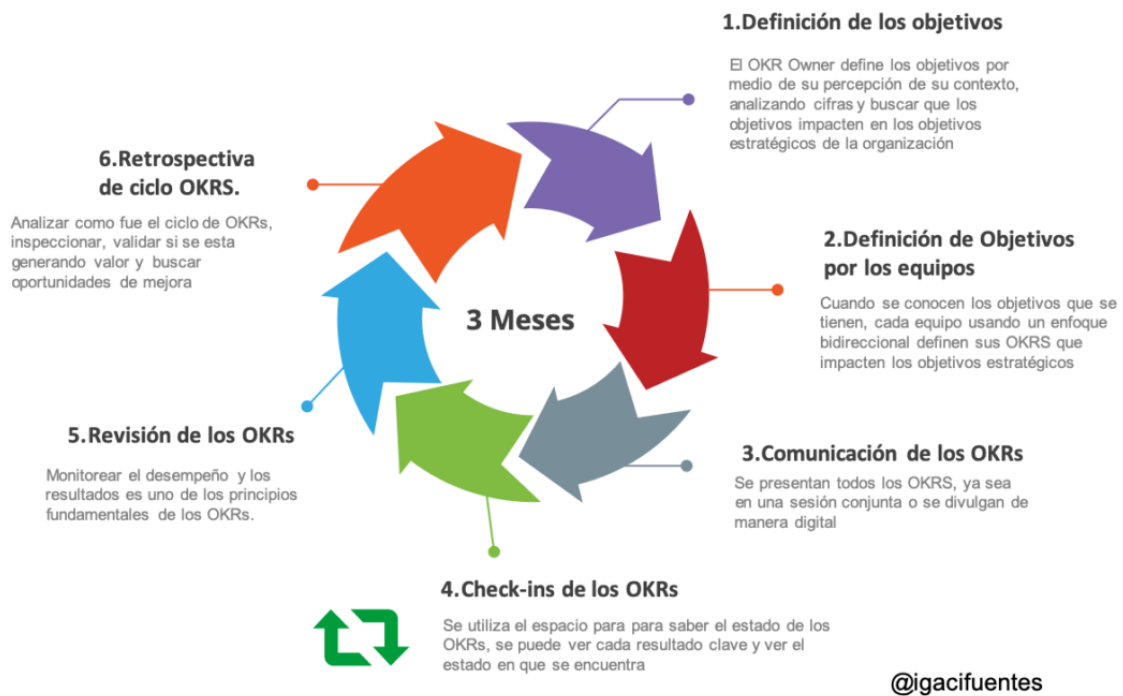 1.Definición de los objetivos
El OKR Owner define los objetivos por
medio de su percepción de su contexto,
analizando cifras y buscar que los
objetivos impacten en los objetivos
estratégicos de la organización
2.Definición de Objetivos
por los equipos
Cuando se conocen los objetivos que se
tienen, cada equipo usando un enfoque
bidireccional definen sus OKRS que
impacten los objetivos estratégicos
3.Comunicación de los OKRs
Se presentan todos los OKRS, ya sea
en una sesión conjunta o se divulgan de
manera digital
4.Check-ins de los OKRs
Se utiliza el espacio para para saber el estado de los
OKRs, se puede ver cada resultado clave y ver el
estado en que se encuentra
5.Revisión de los OKRs
Monitorear el desempeño y los
resultados es uno de los principios
fundamentales de los OKRs.
6.Retrospectiva
de ciclo OKRS.
Analizar como fue el ciclo de OKRs,
inspeccionar, validar si se esta
generando valor y buscar
oportunidades de mejora
3 Meses
@igacifuentes